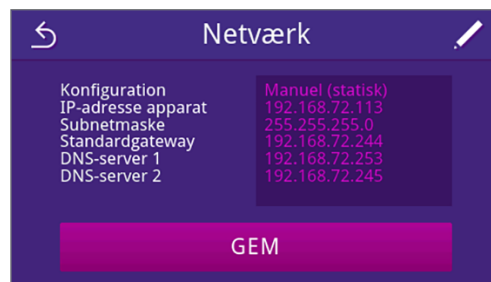 Netværk
Konfiguration Manuel (statisk)
IP-adresse apparat 192.168.72.113
Subnetmaske 255.255.255.0
Standardgateway 192.168.72.244
DNS-server 1 192.168.72.253
DNS-server 2 192.168.72.245
GEM